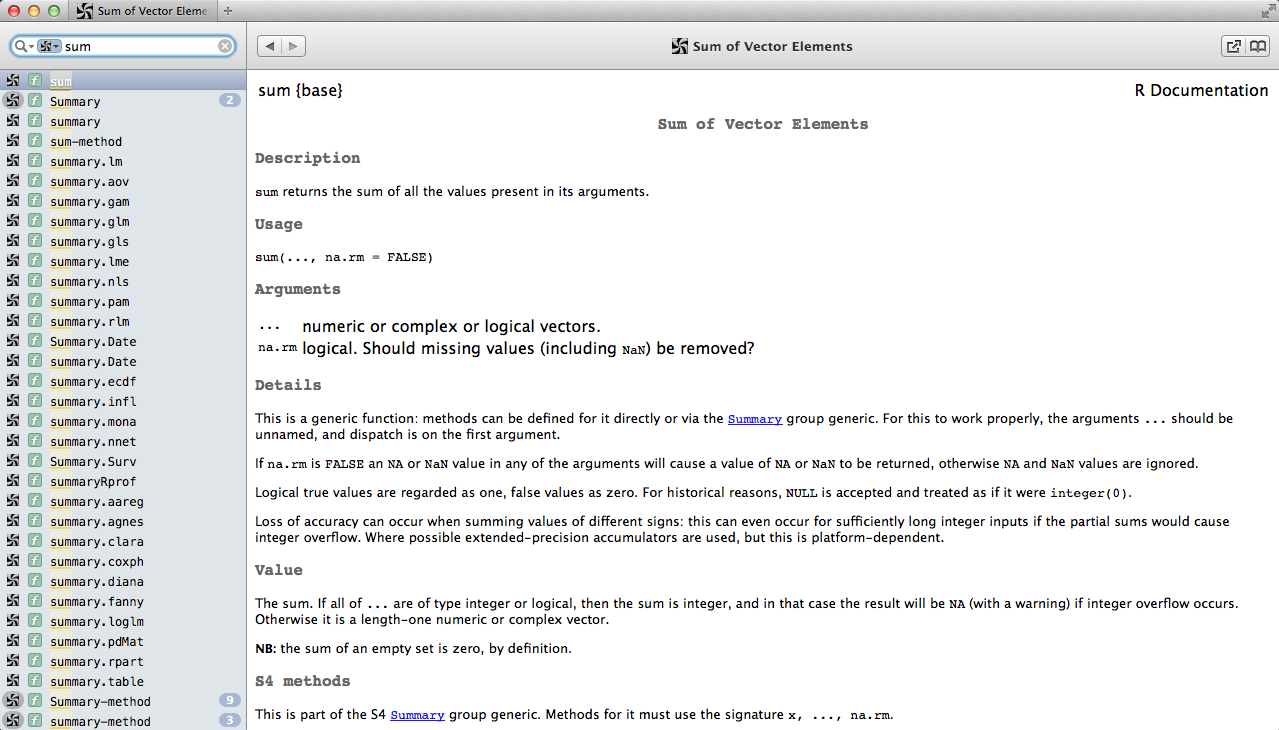 Sum of Vector Eleme
sum
Sum of Vector Elements
sum
Summary 2
summary
sum-method
summary.lm
summary.aov
summary.gam
summary.glm
summary.gls
summary.lme
summary.nls
summary.pam
summary.rlm
Summary.Date
summary.Date
summary.ecdf
summary.infl
summary.mona
summary.nnet
Summary.Surv
summaryRprof
summary.aareg
summary.agnes
summary.clara
summary.coxph
summary.diana
summary.fanny
summary.loglm
summary.pdMat
summary.rpart
summary.table
Summary-method 9
summary-method 3
sum {base} R Documentation
Sum of Vector Elements
Description
sum returns the sum of all the values present in its arguments.
Usage
sum(..., na.rm = FALSE)
Arguments
... numeric or complex or logical vectors.
na.rm logical. Should missing values (including NaN) be removed?
Details
This is a generic function: methods can be defined for it directly or via the Summary group generic. For this to work properly, the arguments ... should be
unnamed, and dispatch is on the first argument.
If na.rm is FALSE an NA or NaN value in any of the arguments will cause a value of NA or NaN to be returned, otherwise NA and NaN values are ignored.
Logical true values are regarded as one, false values as zero. For historical reasons, NULL is accepted and treated as if it were integer(0).
Loss of accuracy can occur when summing values of different signs: this can even occur for sufficiently long integer inputs if the partial sums would cause
integer overflow. Where possible extended-precision accumulators are used, but this is platform-dependent.
Value
The sum. If all of ... are of type integer or logical, then the sum is integer, and in that case the result will be NA (with a warning) if integer overflow occurs.
Otherwise it is a length-one numeric or complex vector.
NB: the sum of an empty set is zero, by definition.
S4 methods
This is part of the S4 Summary group generic. Methods for it must use the signature x, ..., na.rm.